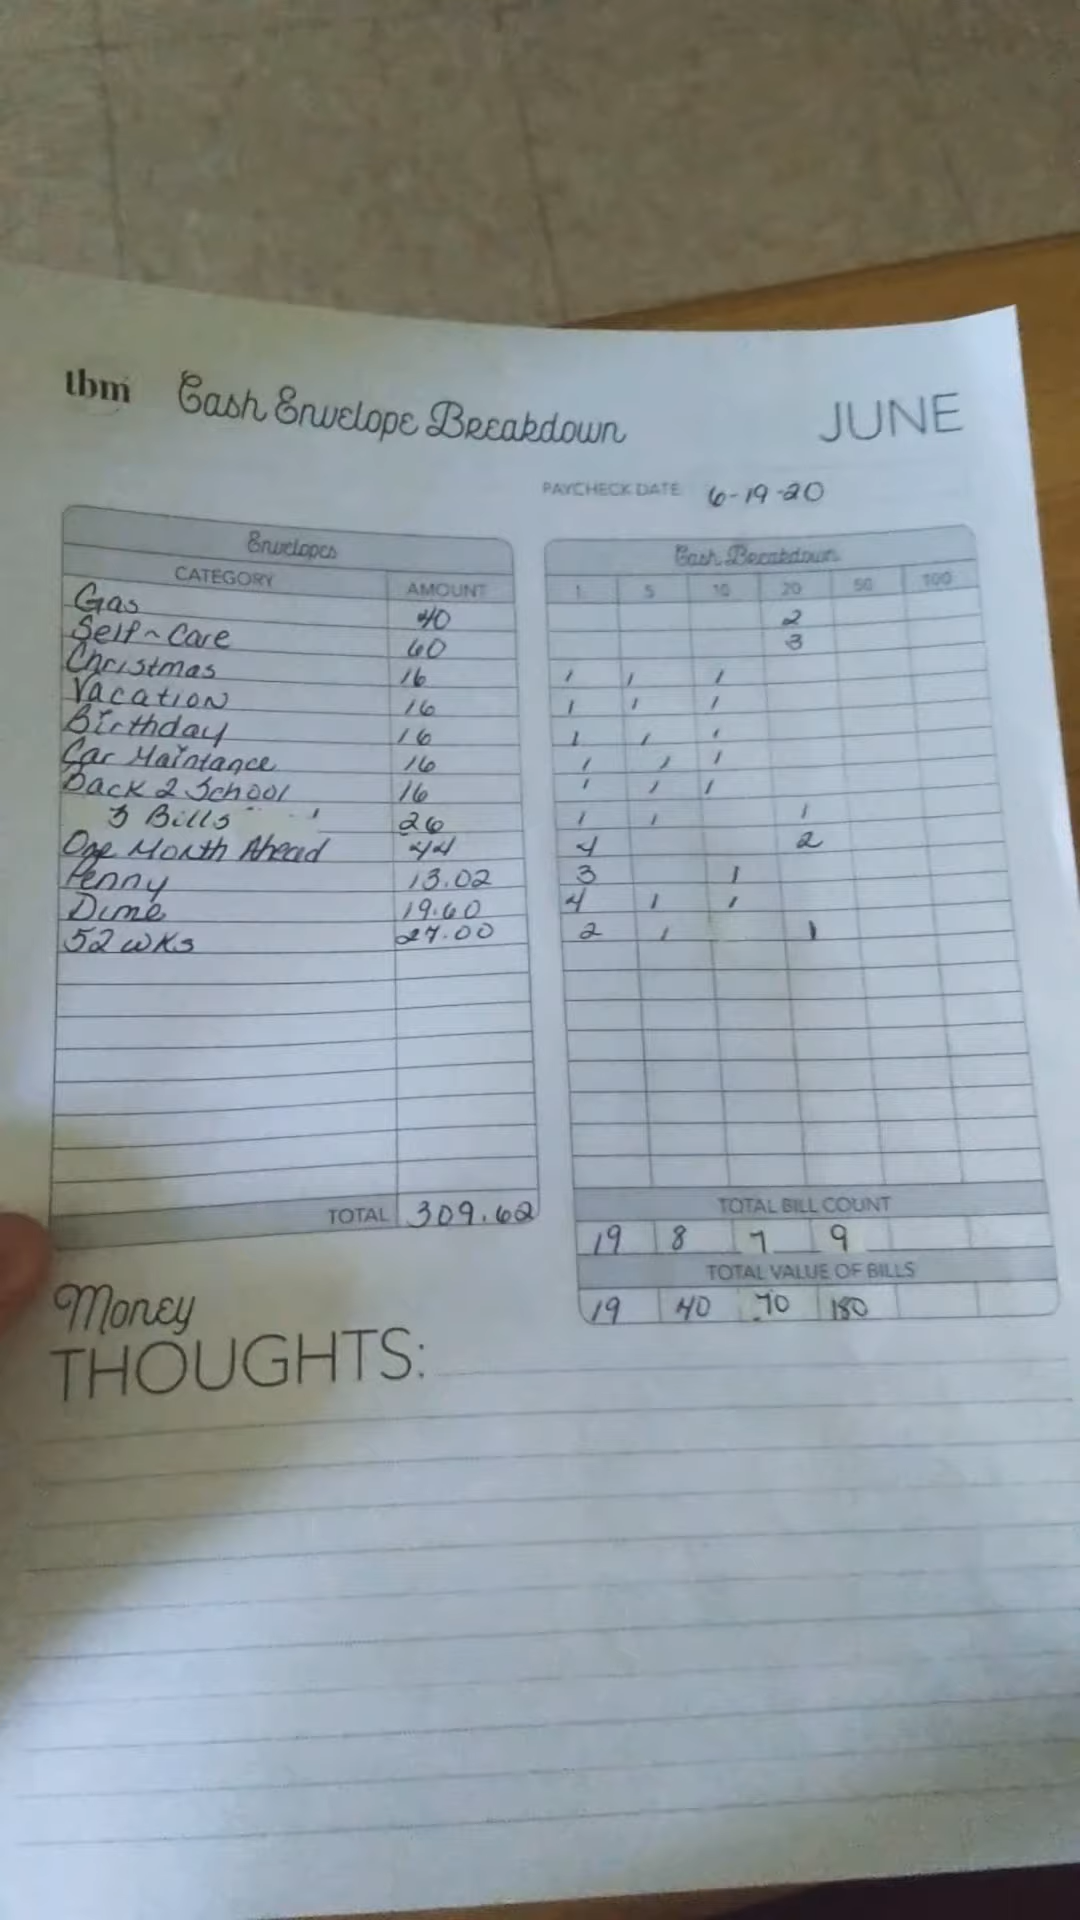 tbm Cash Envelope Breakdown JUNE
PAYCHECK DATE 6-19-20
Envelopes
CATEGORY AMOUNT
Gas 40
Self-Care 60
Christmas 16
Vacation 16
Birthday 16
Car Maintance 16
Back 2 School 16
3 Bills 26
One Month Ahead 44
Penny 13.02
Dime 19.60
52 WKs 27.00
TOTAL 309.62
Cash Breakdown
1 5 10 20 50 100
2
3
1 1 1
1 1 1
1 1 1
1 1 1
1 1 1
1 1 1
4 2
3 1
4 1 1
2 1 1
TOTAL BILL COUNT
19 8 7 9
TOTAL VALUE OF BILLS
19 40 70 180
Money
THOUGHTS: